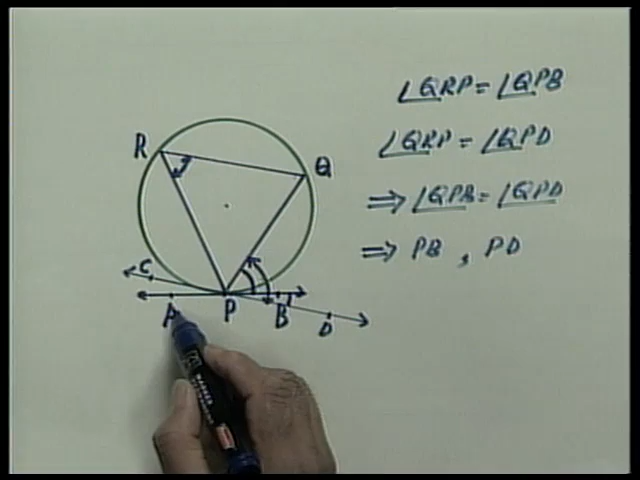 ∠QRP = ∠QPB
∠QRP = ∠QPD
⇒ ∠QPB = ∠QPD
⇒ PB , PD
R
Q
C
A
P
B
D